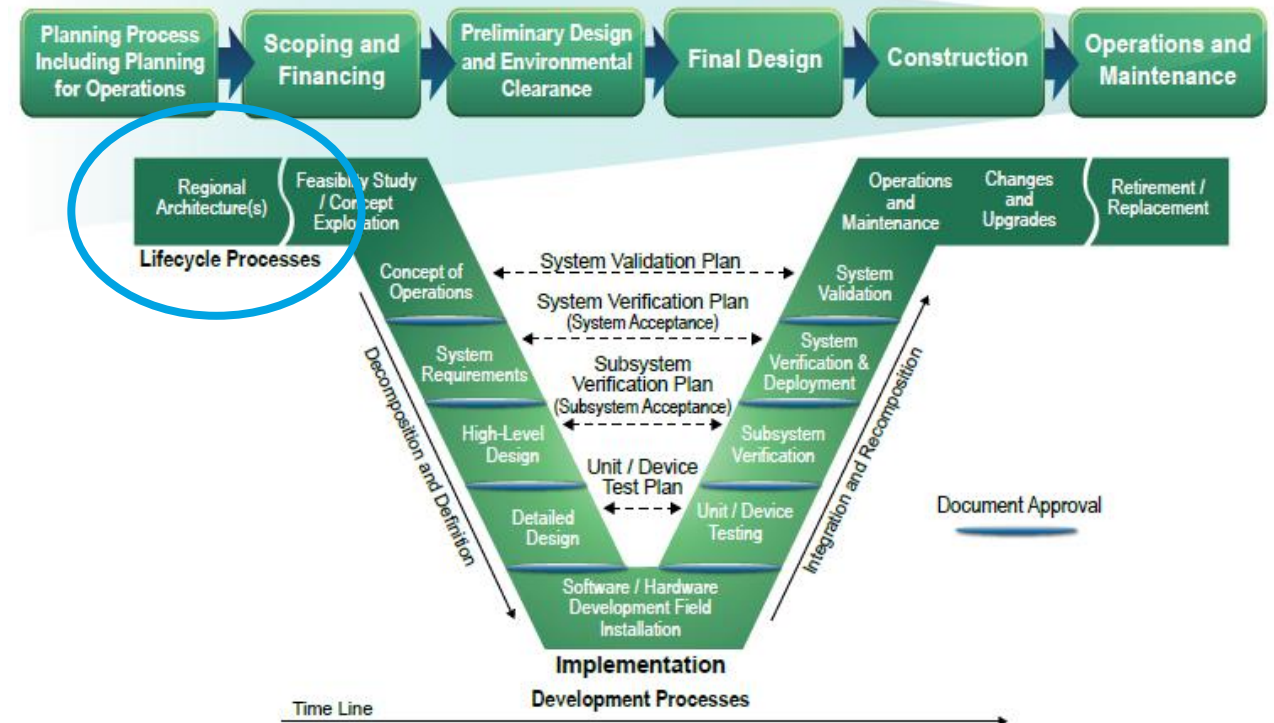 Planning Process
Including Planning
for Operations
Scoping and
Financing
Preliminary Design
and Environmental
Clearance
Final Design
Construction
Operations and
Maintenance
Regional
Architecture(s)
Feasibility Study
/ Concept
Exploration
Operations
and
Maintenance
Changes
and
Upgrades
Retirement /
Replacement
Lifecycle Processes
Concept of
Operations
System Validation Plan
System
Validation
System Verification Plan
(System Acceptance)
System
Requirements
Subsystem
Verification Plan
(Subsystem Acceptance)
System
Verification &
Deployment
High-Level
Design
Unit / Device
Test Plan
Subsystem
Verification
Detailed
Design
Unit / Device
Testing
Decomposition and Definition
Integration and Recomposition
Document Approval
Software / Hardware
Development Field
Installation
Implementation
Development Processes
Time Line